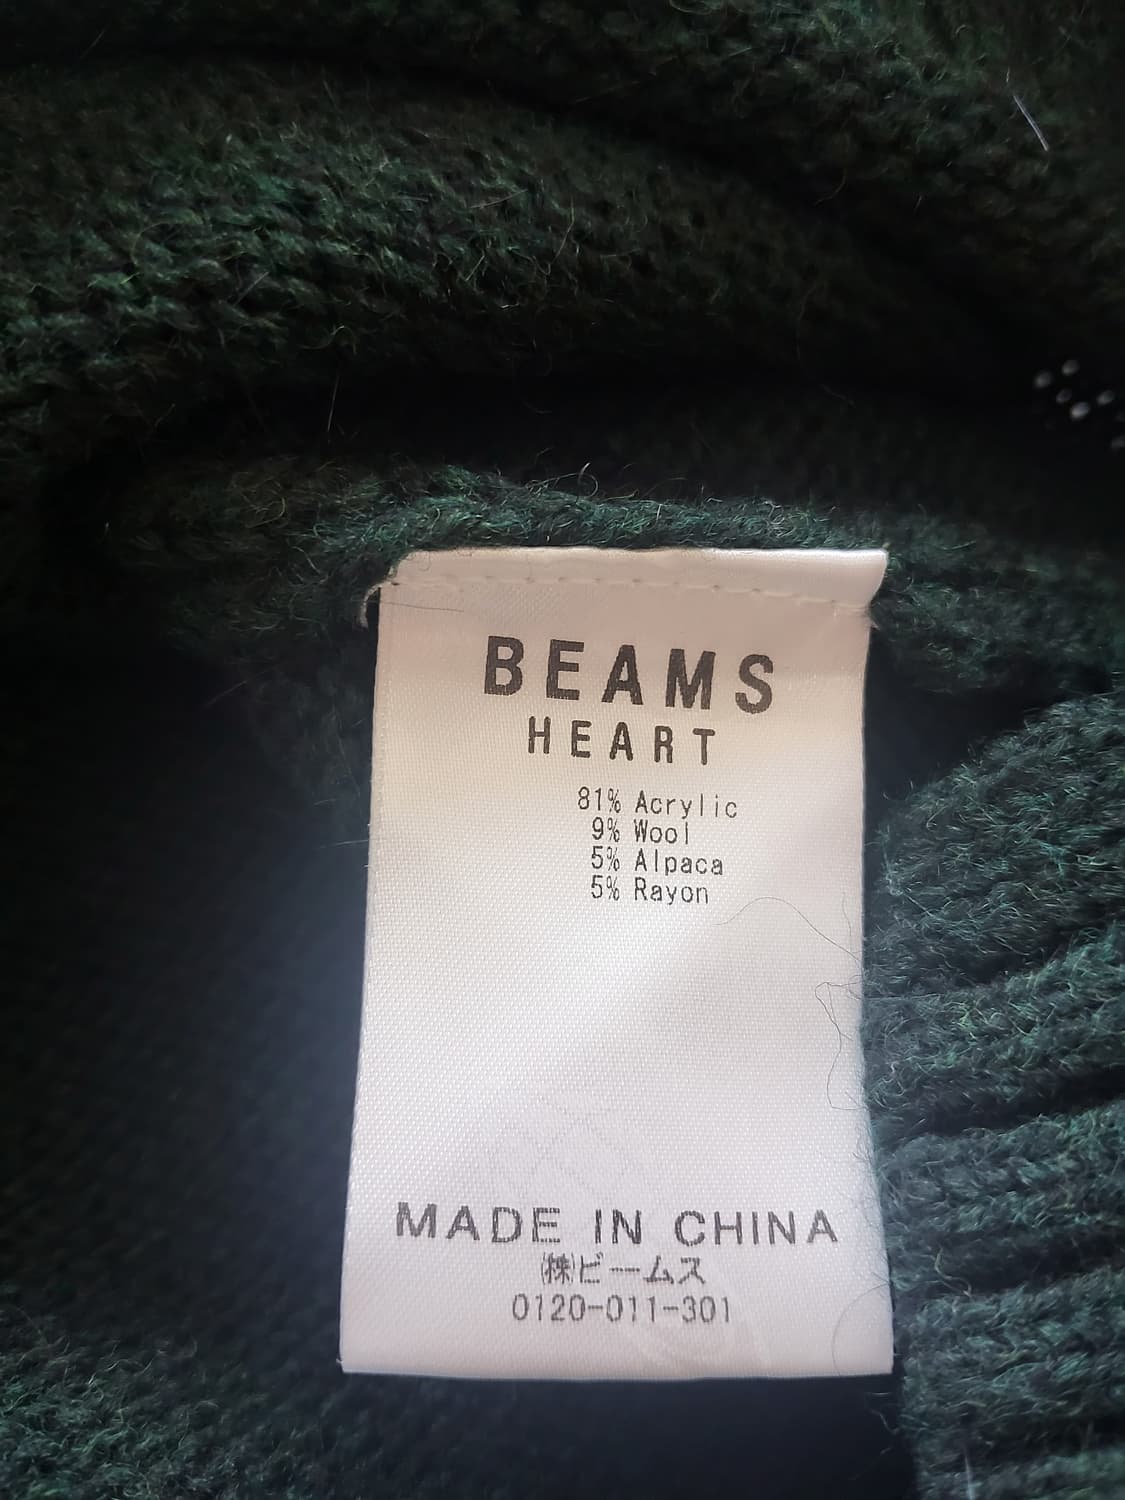 BEAMS
HEART
81% Acrylic
9% Wool
5% Alpaca
5% Rayon
MADE IN CHINA
㈱ビームス
0120-011-301